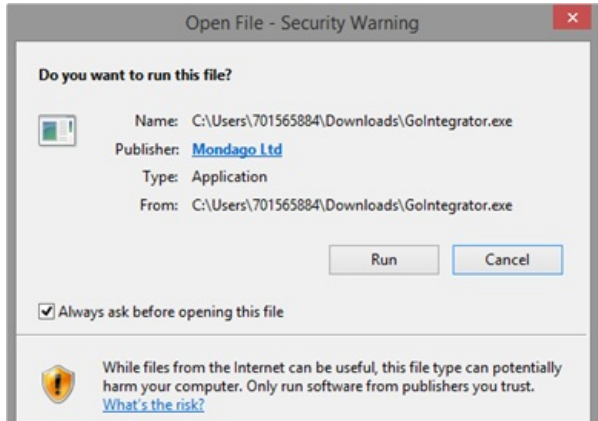 Open File - Security Warning
Do you want to run this file?
Name: C:\Users\701565884\Downloads\GoIntegrator.exe
Publisher: Mondago Ltd
Type: Application
From: C:\Users\701565884\Downloads\GoIntegrator.exe
Run Cancel
Always ask before opening this file
While files from the Internet can be useful, this file type can potentially
harm your computer. Only run software from publishers you trust.
What's the risk?